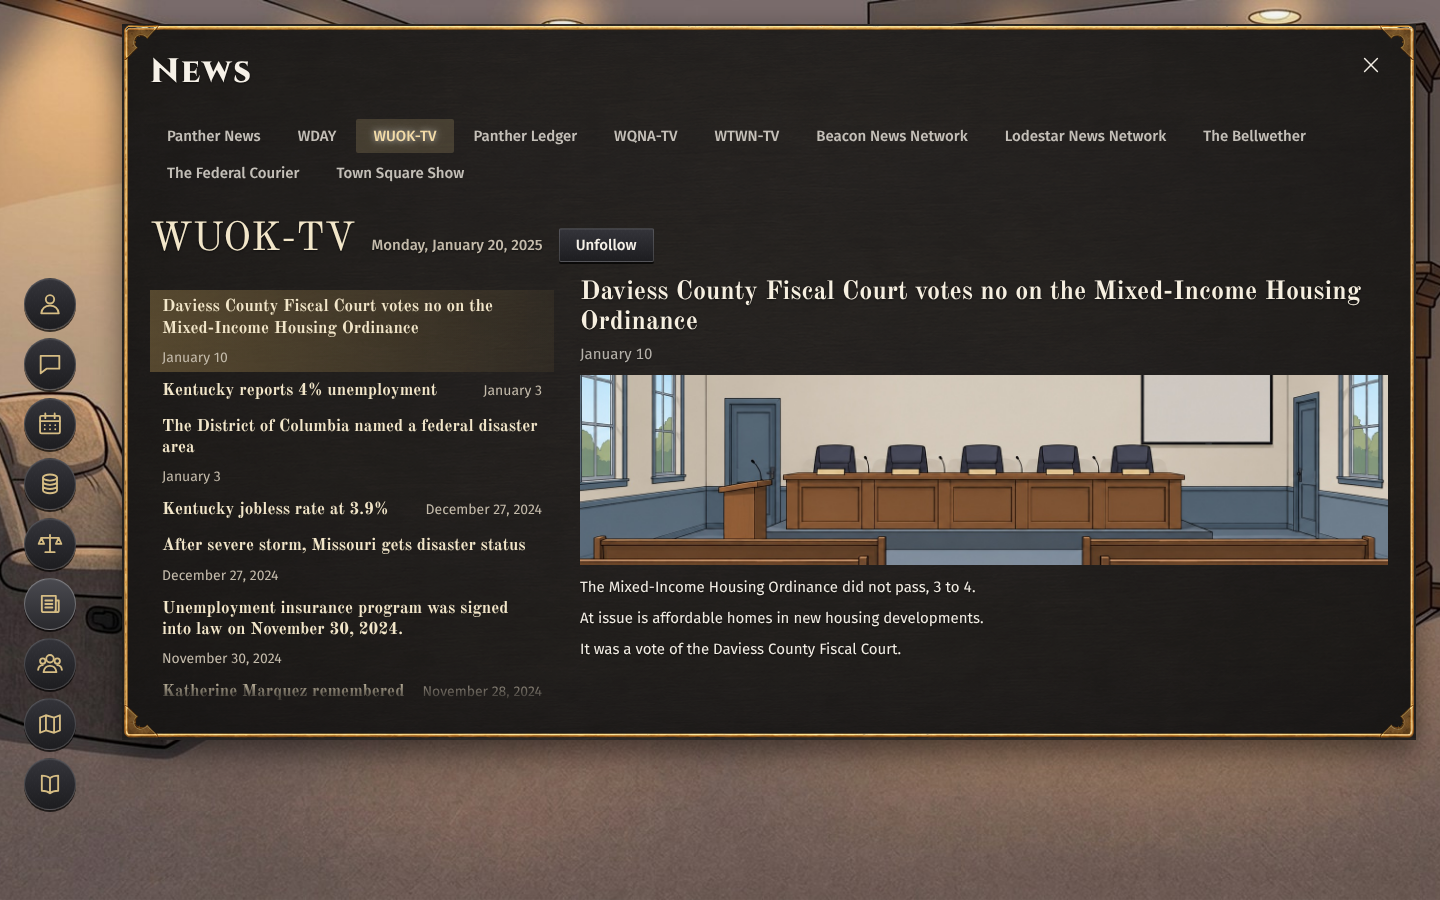 News
Panther News
WDAY
WUOK-TV
Panther Ledger
WQNA-TV
WTWN-TV
Beacon News Network
Lodestar News Network
The Bellwether
The Federal Courier
Town Square Show
WUOK-TV
Monday, January 20, 2025
Unfollow
Daviess County Fiscal Court votes no on the
Mixed-Income Housing Ordinance
January 10
Kentucky reports 4% unemployment
January 3
The District of Columbia named a federal disaster
area
January 3
Kentucky jobless rate at 3.9%
December 27, 2024
After severe storm, Missouri gets disaster status
December 27, 2024
Unemployment insurance program was signed
into law on November 30, 2024.
November 30, 2024
Katherine Marquez remembered
November 28, 2024
Daviess County Fiscal Court votes no on the Mixed-Income Housing
Ordinance
January 10
The Mixed-Income Housing Ordinance did not pass, 3 to 4.
At issue is affordable homes in new housing developments.
It was a vote of the Daviess County Fiscal Court.